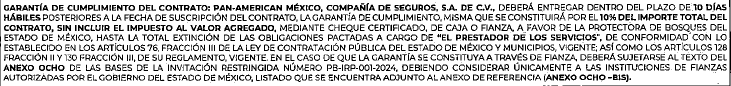 GARANTÍA DE CUMPLIMIENTO DEL CONTRATO: PAN-AMERICAN MÉXICO, COMPAÑÍA DE SEGUROS, S.A. DE C.V., DEBERÁ ENTREGAR DENTRO DEL PLAZO DE 10 DÍAS
HÁBILES POSTERIORES A LA FECHA DE SUSCRIPCIÓN DEL CONTRATO, LA GARANTÍA DE CUMPLIMIENTO, MISMA QUE SE CONSTITUIRÁ POR EL 10% DEL IMPORTE TOTAL DEL
CONTRATO, SIN INCLUIR EL IMPUESTO AL VALOR AGREGADO, MEDIANTE CHEQUE CERTIFICADO, DE CAJA O FIANZA, A FAVOR DE LA PROTECTORA DE BOSQUES DEL
ESTADO DE MÉXICO, HASTA LA TOTAL EXTINCIÓN DE LAS OBLIGACIONES PACTADAS A CARGO DE "EL PRESTADOR DE LOS SERVICIOS", DE CONFORMIDAD CON LO
ESTABLECIDO EN LOS ARTÍCULOS 76, FRACCIÓN III DE LA LEY DE CONTRATACIÓN PÚBLICA DEL ESTADO DE MÉXICO Y MUNICIPIOS, VIGENTE; ASÍ COMO LOS ARTÍCULOS 128
FRACCIÓN II Y 130 FRACCIÓN III, DE SU REGLAMENTO, VIGENTE. EN EL CASO DE QUE LA GARANTÍA SE CONSTITUYA A TRAVÉS DE FIANZA, DEBERÁ SUJETARSE AL TEXTO DEL
ANEXO OCHO DE LAS BASES DE LA INVITACIÓN RESTRINGIDA NÚMERO PB-IRP-001-2024, DEBIENDO CONSIDERAR ÚNICAMENTE A LAS INSTITUCIONES DE FIANZAS
AUTORIZADAS POR EL GOBIERNO DEL ESTADO DE MÉXICO, LISTADO QUE SE ENCUENTRA ADJUNTO AL ANEXO DE REFERENCIA (ANEXO OCHO –BIS).